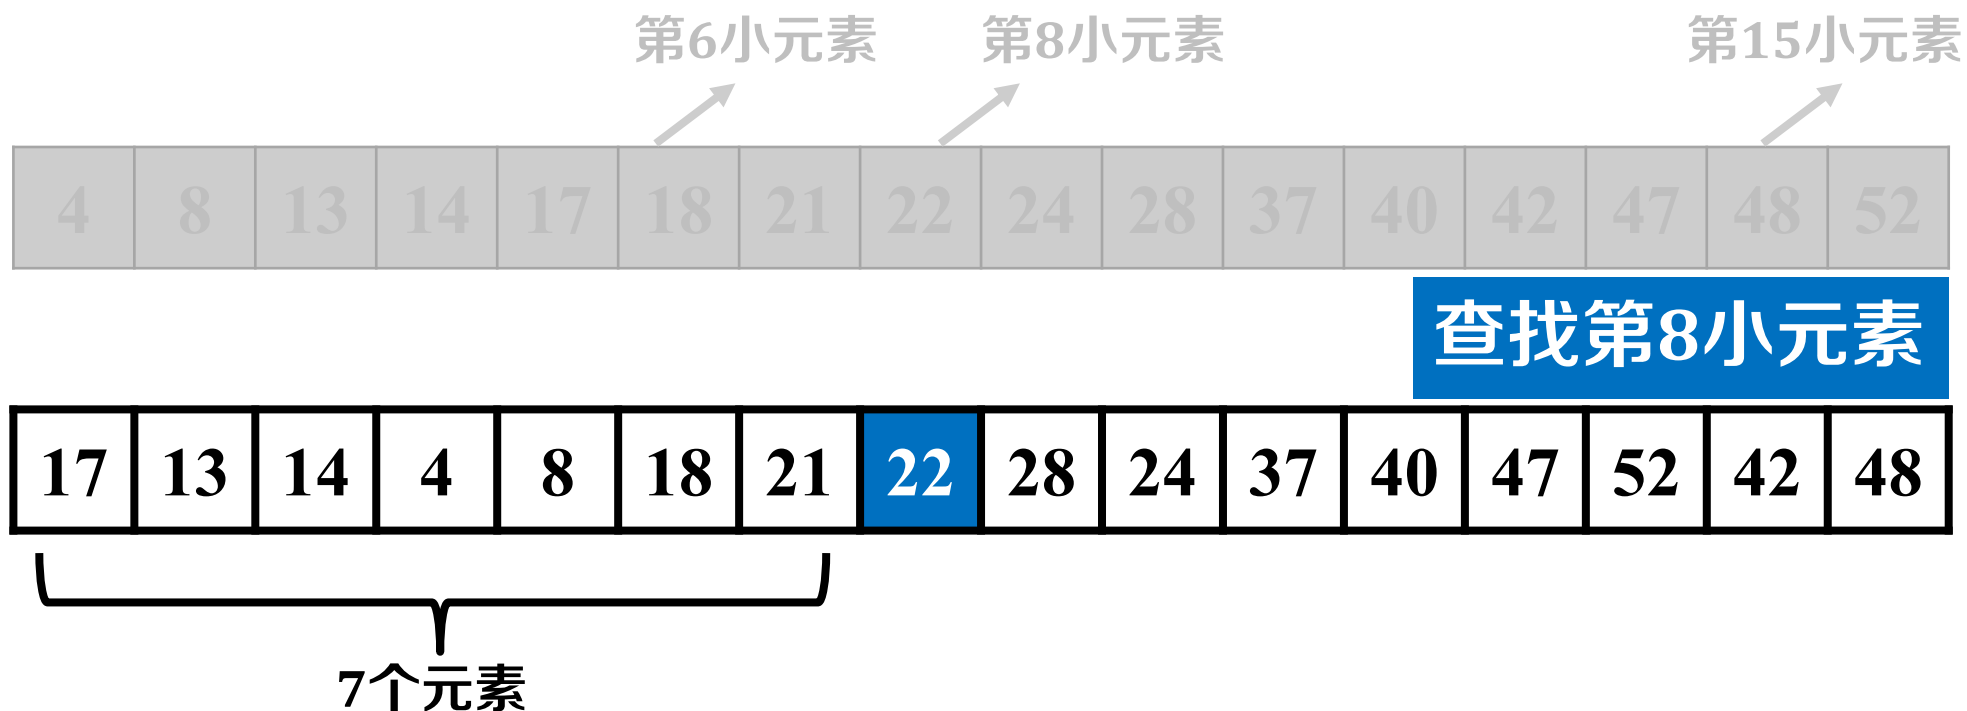 第6小元素 第8小元素 第15小元素
4 8 13 14 17 18 21 22 24 28 37 40 42 47 48 52
查找第8小元素
17 13 14 4 8 18 21 22 28 24 37 40 47 52 42 48
7个元素